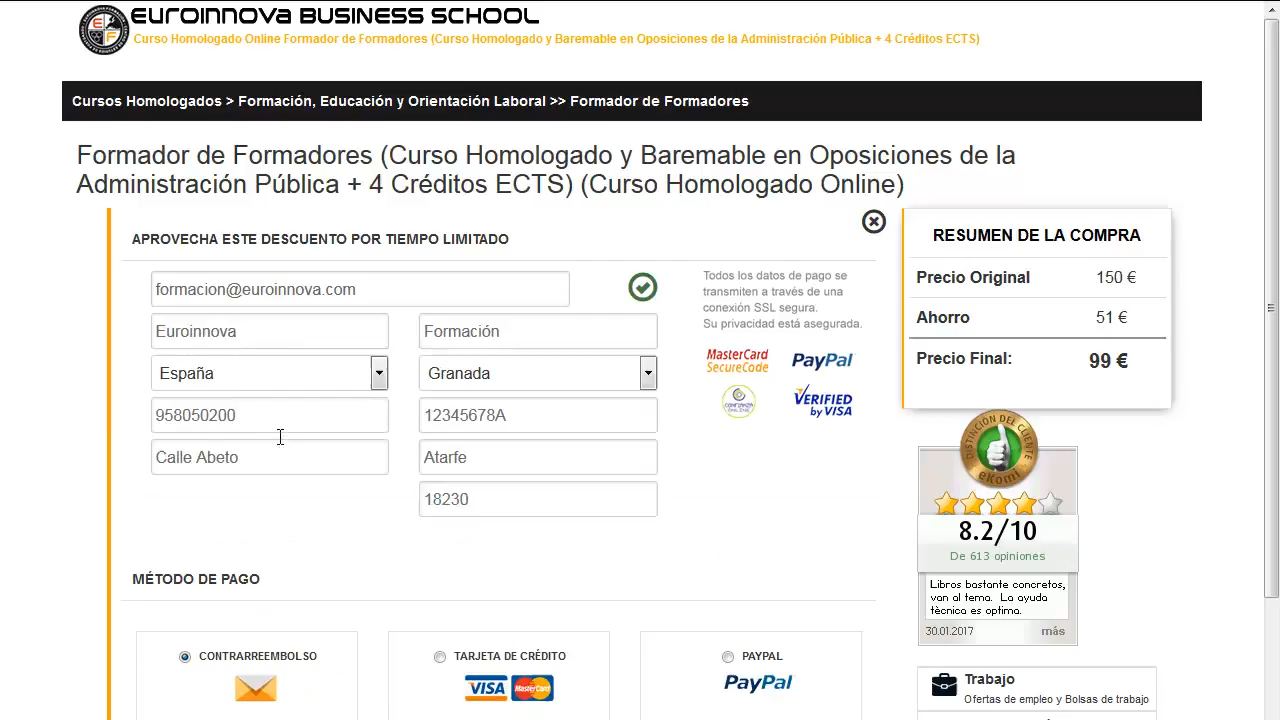 EUROINNOVA BUSINESS SCHOOL
Curso Homologado Online Formador de Formadores (Curso Homologado y Baremable en Oposiciones de la Administración Pública + 4 Créditos ECTS)
Cursos Homologados > Formación, Educación y Orientación Laboral >> Formador de Formadores
Formador de Formadores (Curso Homologado y Baremable en Oposiciones de la
Administración Pública + 4 Créditos ECTS) (Curso Homologado Online)
APROVECHA ESTE DESCUENTO POR TIEMPO LIMITADO
formacion@euroinnova.com
Euroinnova
Formación
España
Granada
958050200
12345678A
Calle Abeto
Atarfe
18230
Todos los datos de pago se
transmiten a través de una
conexión SSL segura.
Su privacidad está asegurada.
MasterCard
SecureCode
PayPal
CONFIANZA
ONLINE
VERIFIED
by VISA
RESUMEN DE LA COMPRA
Precio Original 150 €
Ahorro 51 €
Precio Final: 99 €
DISTINCIÓN DEL CLIENTE
eKomi
8.2/10
De 613 opiniones
Libros bastante concretos,
van al tema. La ayuda
tècnica es optima.
30.01.2017 más
Trabajo
Ofertas de empleo y Bolsas de trabajo
MÉTODO DE PAGO
CONTRARREEMBOLSO
TARJETA DE CRÉDITO
VISA MasterCard
PAYPAL
PayPal